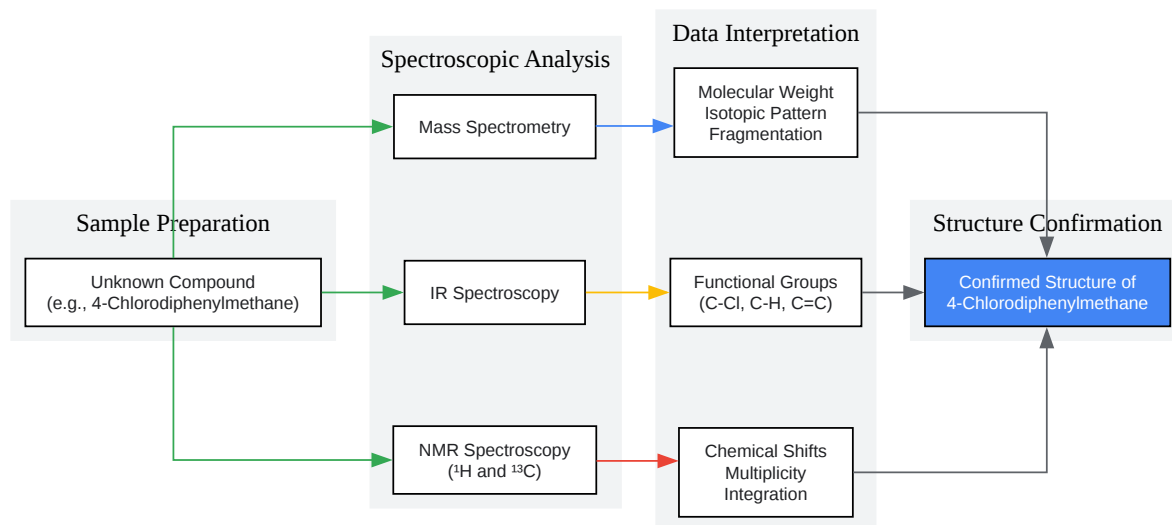 Sample Preparation
Unknown Compound
(e.g., 4-Chlorodiphenylmethane)
Spectroscopic Analysis
Mass Spectrometry
IR Spectroscopy
NMR Spectroscopy
(¹H and ¹³C)
Data Interpretation
Molecular Weight
Isotopic Pattern
Fragmentation
Functional Groups
(C-Cl, C-H, C=C)
Chemical Shifts
Multiplicity
Integration
Structure Confirmation
Confirmed Structure of
4-Chlorodiphenylmethane